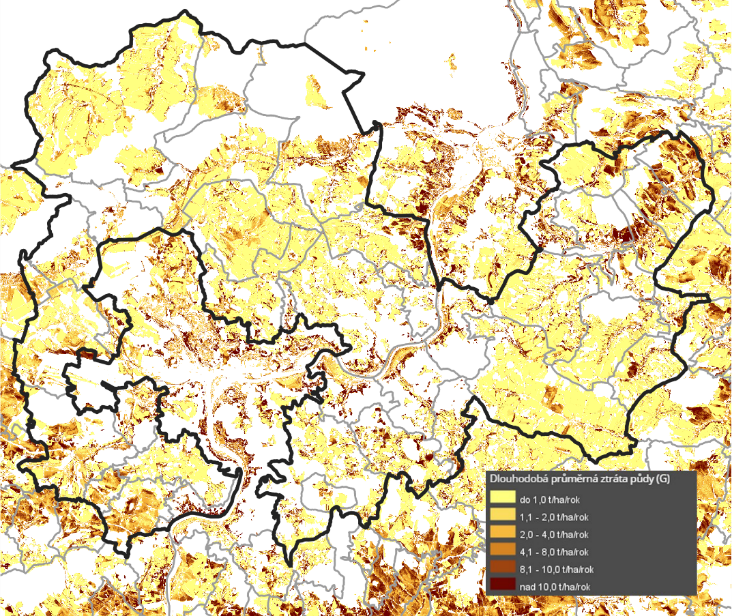 Dlouhodobá průměrná ztráta půdy (G)
do 1,0 t/ha/rok
1,1 - 2,0 t/ha/rok
2,0 - 4,0 t/ha/rok
4,1 - 8,0 t/ha/rok
8,1 - 10,0 t/ha/rok
nad 10,0 t/ha/rok